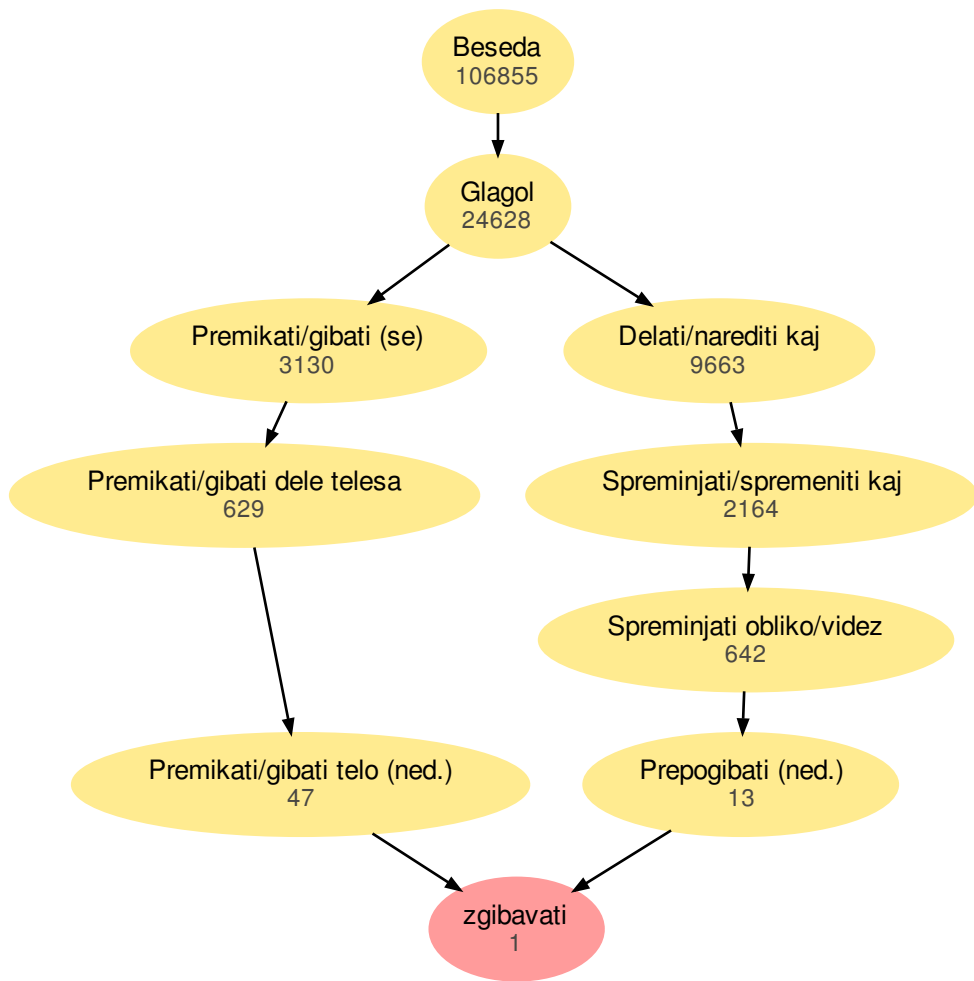 Beseda
106855
Glagol
24628
Premikati/gibati (se)
3130
Delati/narediti kaj
9663
Premikati/gibati dele telesa
629
Spreminjati/spremeniti kaj
2164
Spreminjati obliko/videz
642
Premikati/gibati telo (ned.)
47
Prepogibati (ned.)
13
zgibavati
1